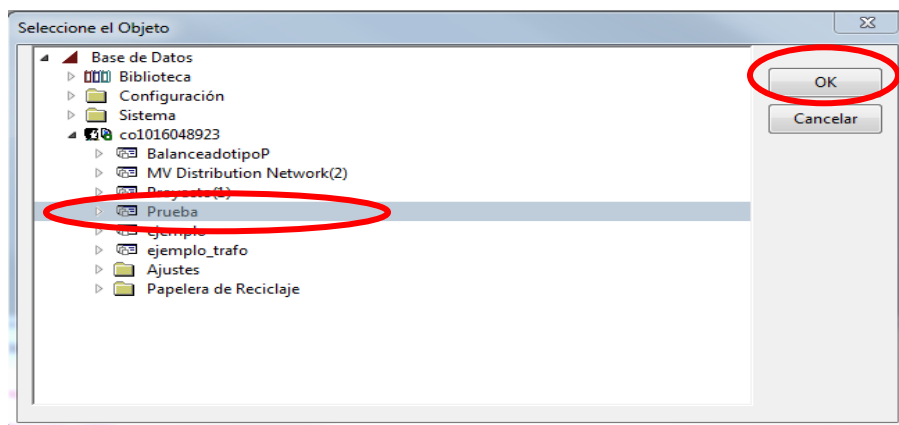 Seleccione el Objeto
Base de Datos
Biblioteca
Configuración
Sistema
co1016048923
BalanceadotipoP
MV Distribution Network(2)
Proyecto(1)
Prueba
ejemplo
ejemplo_trafo
Ajustes
Papelera de Reciclaje
OK
Cancelar